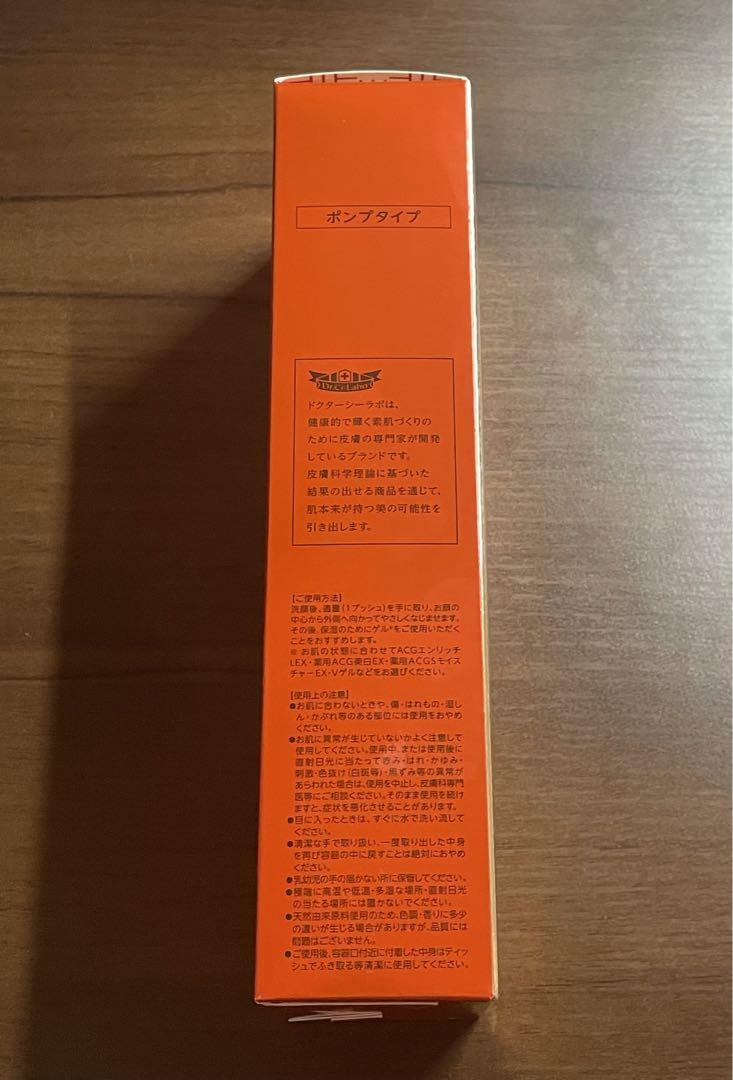 ポンプタイプ
Dr.Ci:Labo
ドクターシーラボは、
健康的で輝く素肌づくりの
ために皮膚の専門家が開発
しているブランドです。
皮膚科学理論に基づいた
結果の出せる商品を通じて、
肌本来が持つ美の可能性を
引き出します。
【ご使用方法】
洗顔後、適量(1プッシュ)を手に取り、お顔の
中心から外側へ向かってやさしくなじませます。
その後、保湿のためにゲル※をご使用いただく
ことをおすすめします。
※ お肌の状態に合わせてACGエンリッチ
LEX・薬用ACG美白EX・薬用ACGSモイス
チャーEX・Vゲルなどをお選びください。
【使用上の注意】
●お肌に合わないときや、傷・はれもの・湿し
ん・かぶれ等のある部位には使用をおやめ
ください。
●お肌に異常が生じていないかよく注意して
使用してください。使用中、または使用後に
直射日光に当たって赤み・はれ・かゆみ・
刺激・色抜け(白斑等)・黒ずみ等の異常が
あらわれた場合は、使用を中止し、皮膚科専門
医等にご相談ください。そのまま使用を続け
ますと、症状を悪化させることがあります。
●目に入ったときは、すぐに水で洗い流して
ください。
●清潔な手で取り扱い、一度取り出した中身
を再び容器の中に戻すことは絶対におやめ
ください。
●乳幼児の手の届かない所に保管してください。
●極端に高温や低温・多湿な場所・直射日光
の当たる場所には置かないでください。
●天然由来原料使用のため、色調・香りに多少
の違いが生じる場合がありますが、品質には
問題はございません。
●ご使用後、容器口付近に付着した中身はティッ
シュでふき取る等清潔に使用してください。